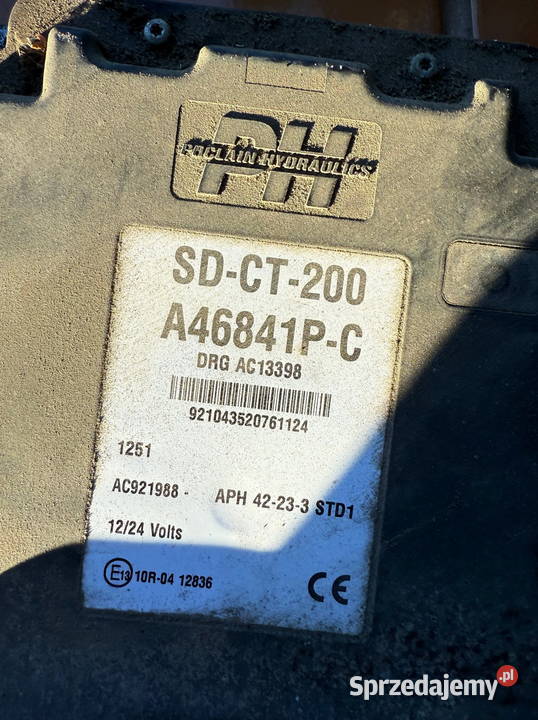 PH
POCLAIN HYDRAULICS
SD-CT-200
A46841P-C
DRG AC13398
921043520761124
1251
AC921988 - APH 42-23-3 STD1
12/24 Volts
E13 10R-04 12836 CE
Sprzedajemy.pl